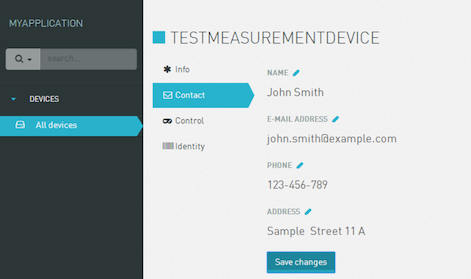 MYAPPLICATION
search...
DEVICES
All devices
TESTMEASUREMENTDEVICE
Info
Contact
Control
Identity
NAME
John Smith
E-MAIL ADDRESS
john.smith@example.com
PHONE
123-456-789
ADDRESS
Sample Street 11 A
Save changes